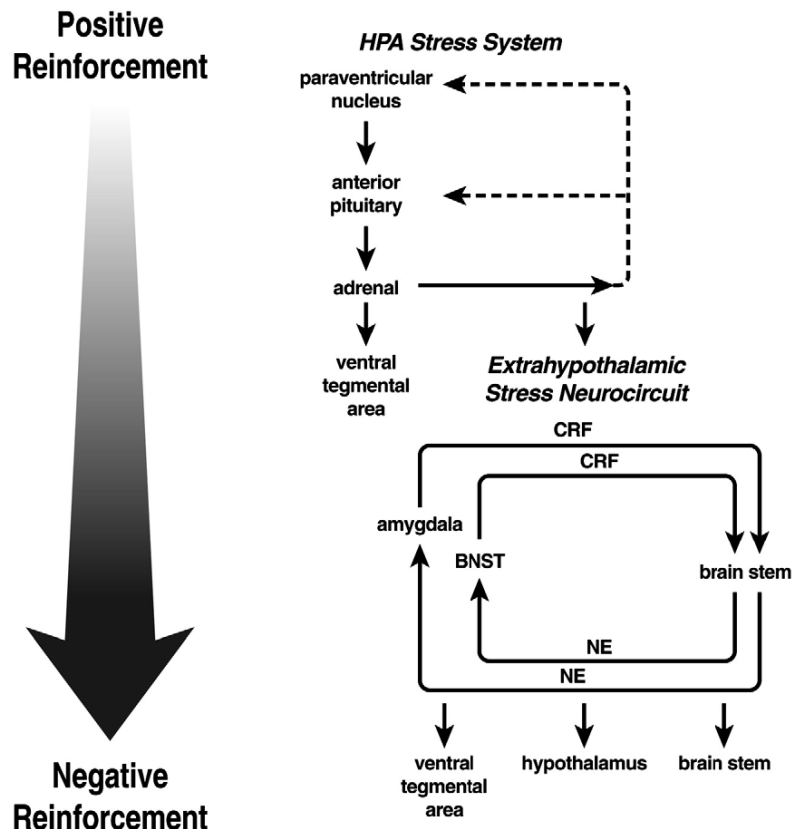 Positive
Reinforcement
HPA Stress System
paraventricular
nucleus
anterior
pituitary
adrenal
ventral
tegmental
area
Extrahypothalamic
Stress Neurocircuit
CRF
CRF
amygdala
BNST
brain stem
NE
NE
ventral
tegmental
area
hypothalamus
brain stem
Negative
Reinforcement